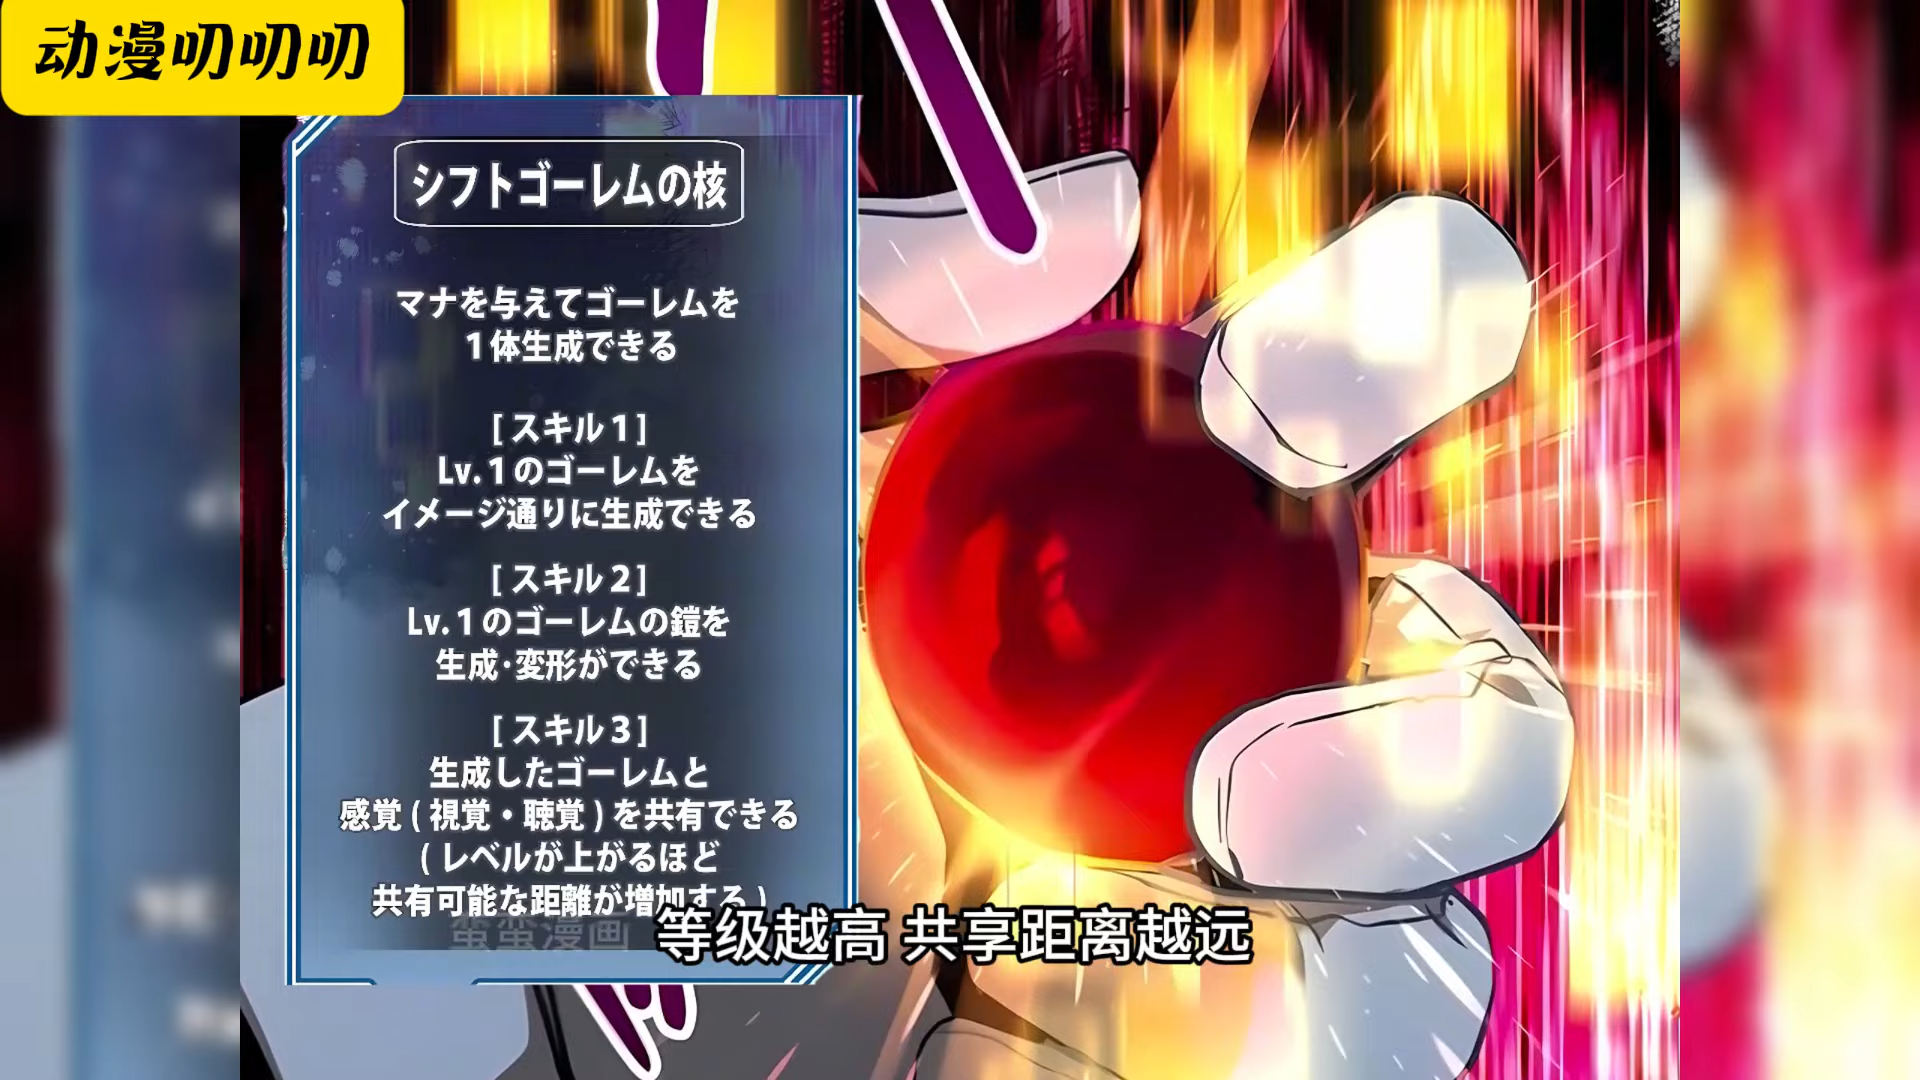 动漫叨叨叨
シフトゴーレムの核
マナを与えてゴーレムを
1体生成できる
[スキル1]
Lv.1のゴーレムを
イメージ通りに生成できる
[スキル2]
Lv.1のゴーレムの鎧を
生成·変形ができる
[スキル3]
生成したゴーレムと
感覚(視覚・聴覚)を共有できる
(レベルが上がるほど
共有可能な距離が増加する)
蛮蛮漫画
等级越高 共享距离越远